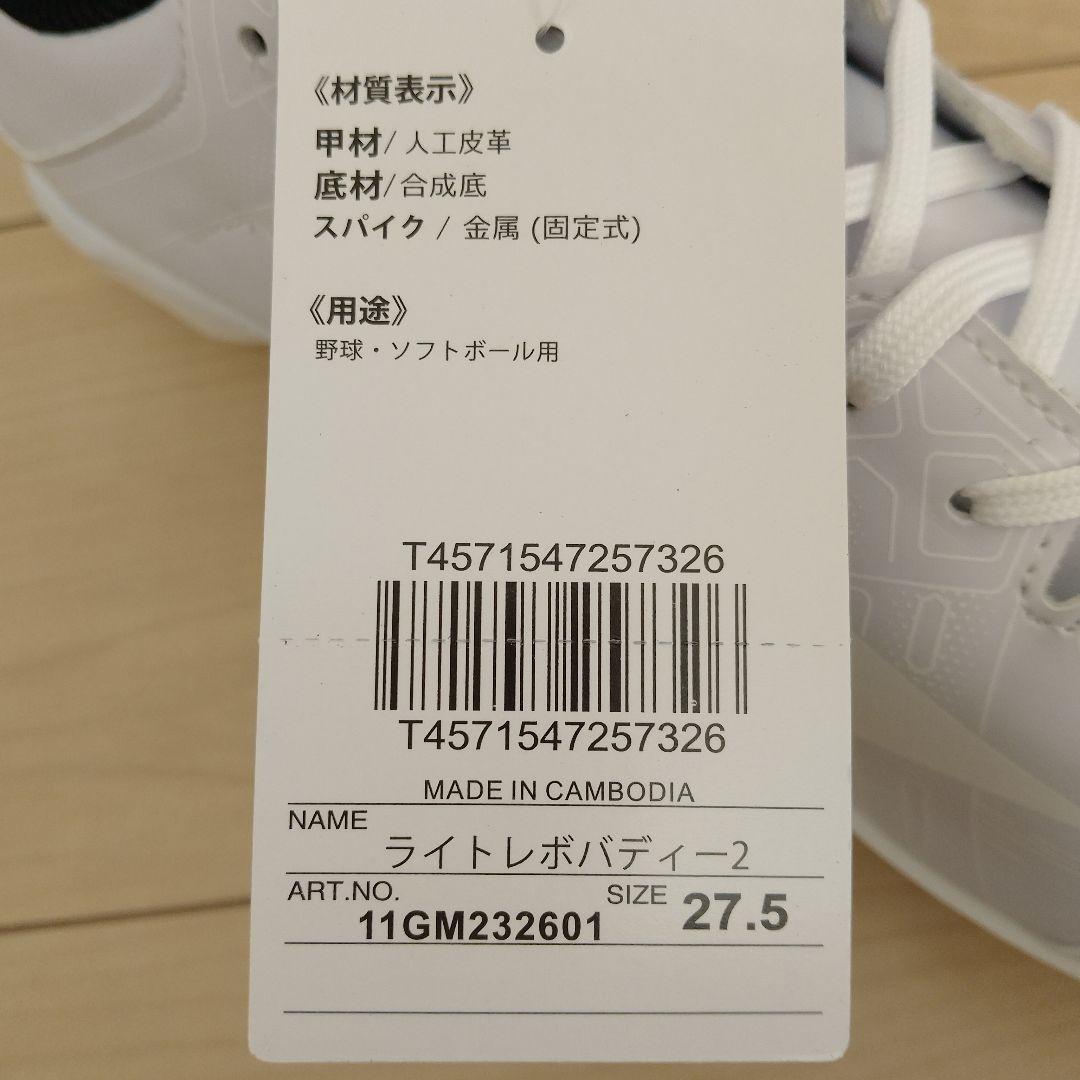 《材質表示》
甲材/ 人工皮革
底材/合成底
スパイク / 金属 (固定式)
《用途》
野球・ソフトボール用
T4571547257326
T4571547257326
MADE IN CAMBODIA
NAME
ライトレボバディー2
ART.NO. SIZE
11GM232601 27.5